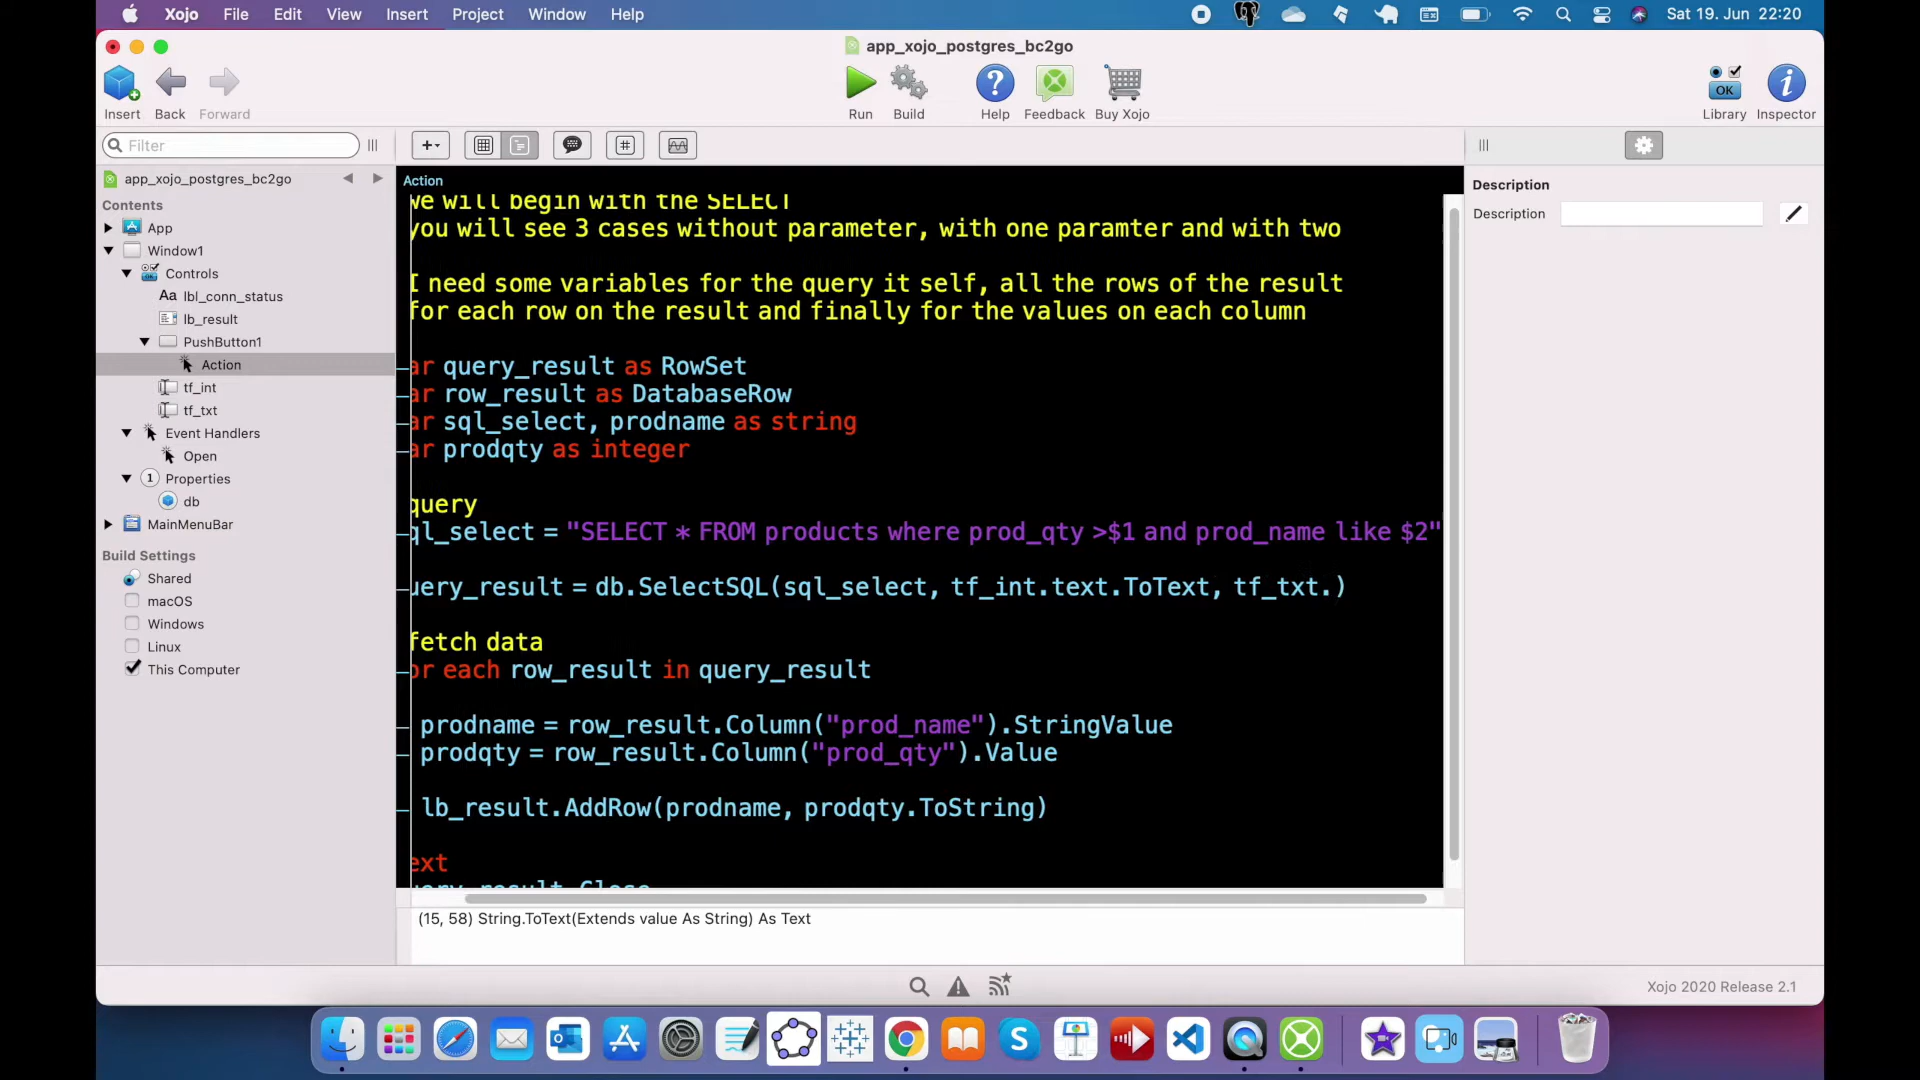 Xojo File Edit View Insert Project Window Help Sat 19. Jun 22:20
app_xojo_postgres_bc2go
Insert Back Forward Run Build Help Feedback Buy Xojo OK Library Inspector
Filter
app_xojo_postgres_bc2go
Contents
App
Window1
Controls
lbl_conn_status
lb_result
PushButton1
Action
tf_int
tf_txt
Event Handlers
Open
Properties
db
MainMenuBar
Build Settings
Shared
macOS
Windows
Linux
This Computer
Action
we will begin with the SELECT
you will see 3 cases without parameter, with one paramter and with two
I need some variables for the query it self, all the rows of the result
for each row on the result and finally for the values on each column
ar query_result as RowSet
ar row_result as DatabaseRow
ar sql_select, prodname as string
ar prodqty as integer
query
ql_select = "SELECT * FROM products where prod_qty >$1 and prod_name like $2"
uery_result = db.SelectSQL(sql_select, tf_int.text.ToText, tf_txt.)
fetch data
or each row_result in query_result
prodname = row_result.Column("prod_name").StringValue
prodqty = row_result.Column("prod_qty").Value
lb_result.AddRow(prodname, prodqty.ToString)
ext
uery_result.Close
(15, 58) String.ToText(Extends value As String) As Text
Description
Description
Xojo 2020 Release 2.1